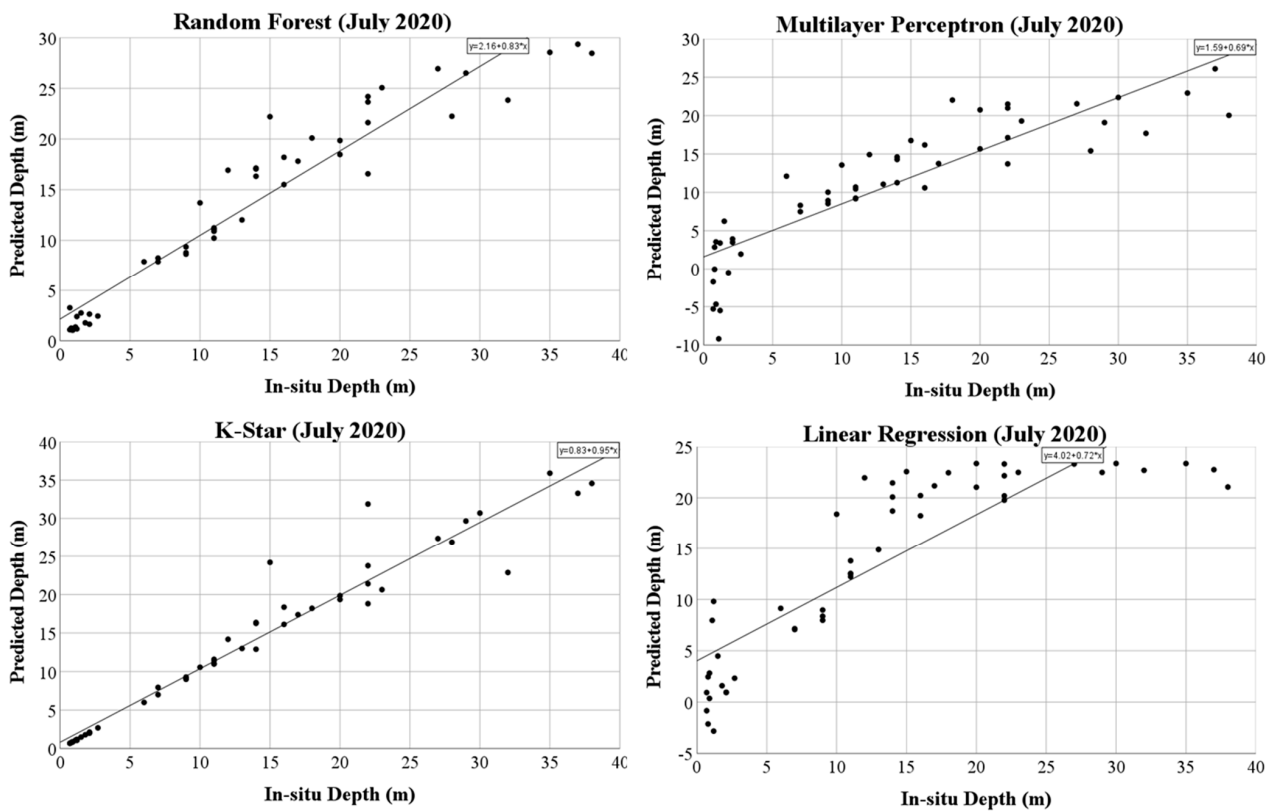 Random Forest (July 2020)
y=2.16+0.83*x
30
25
20
15
10
5
0
Predicted Depth (m)
0 5 10 15 20 25 30 35 40
In-situ Depth (m)
Multilayer Perceptron (July 2020)
y=1.59+0.69*x
30
25
20
15
10
5
0
-5
-10
Predicted Depth (m)
0 5 10 15 20 25 30 35 40
In-situ Depth (m)
K-Star (July 2020)
y=0.83+0.95*x
40
35
30
25
20
15
10
5
0
Predicted Depth (m)
0 5 10 15 20 25 30 35 40
In-situ Depth (m)
Linear Regression (July 2020)
y=4.02+0.72*x
25
20
15
10
5
0
-5
Predicted Depth (m)
0 5 10 15 20 25 30 35 40
In-situ Depth (m)